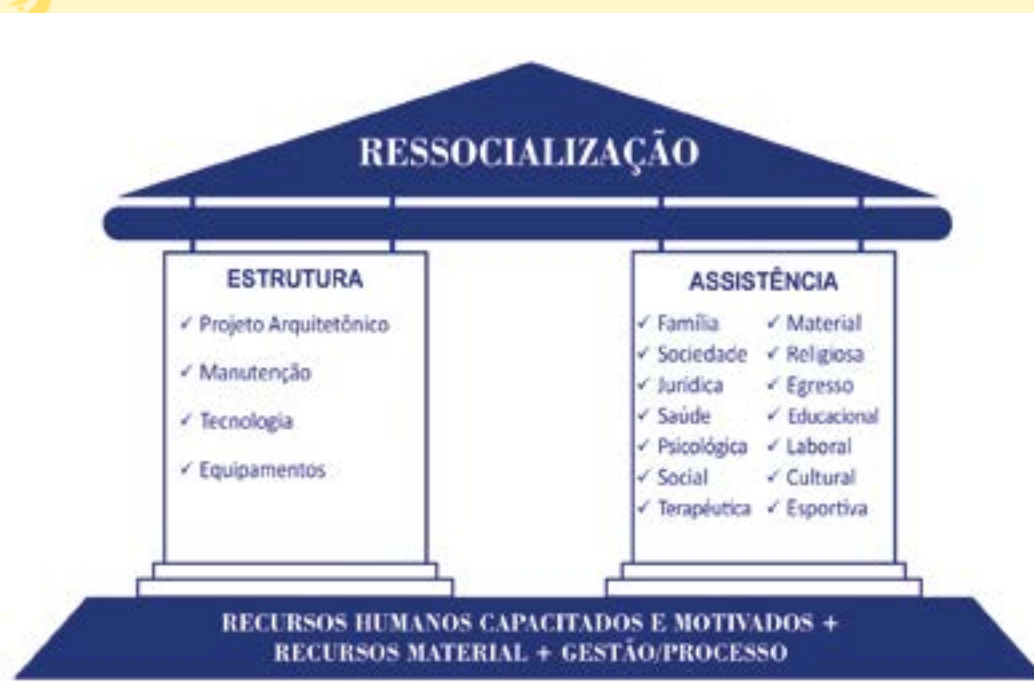 RESSOCIALIZAÇÃO
ESTRUTURA
✓ Projeto Arquitetônico
✓ Manutenção
✓ Tecnologia
✓ Equipamentos
ASSISTÊNCIA
✓ Família
✓ Sociedade
✓ Jurídica
✓ Saúde
✓ Psicológica
✓ Social
✓ Terapéutica
✓ Material
✓ Religiosa
✓ Egresso
✓ Educacional
✓ Laboral
✓ Cultural
✓ Esportiva
RECURSOS HUMANOS CAPACITADOS E MOTIVADOS +
RECURSOS MATERIAL + GESTÃO/PROCESSO